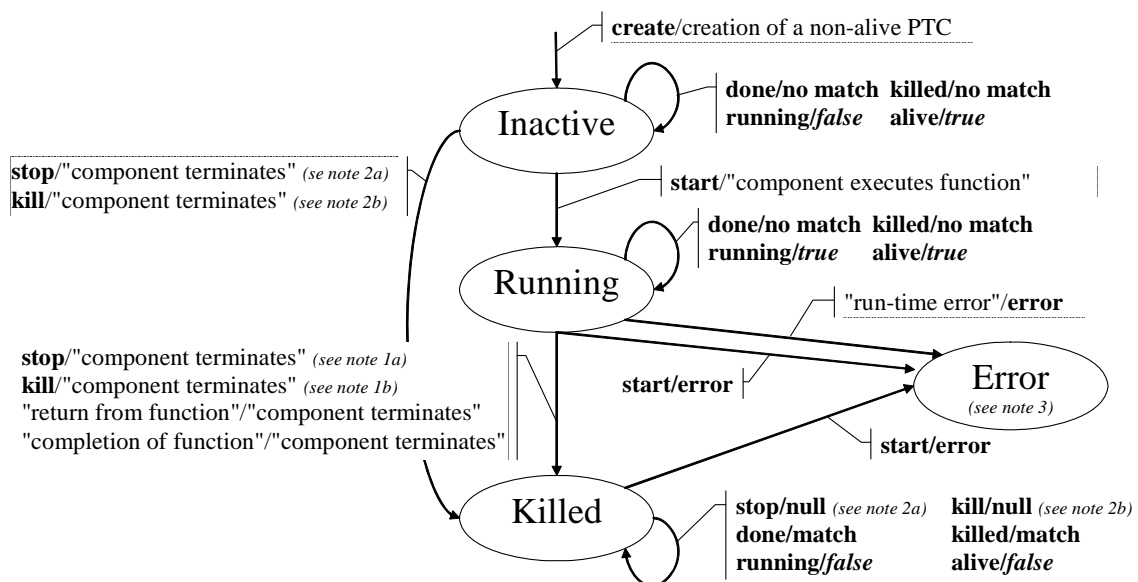 create/creation of a non-alive PTC
done/no match killed/no match
running/false alive/true
Inactive
stop/"component terminates" (se note 2a)
kill/"component terminates" (see note 2b)
start/"component executes function"
done/no match killed/no match
running/true alive/true
Running
"run-time error"/error
stop/"component terminates" (see note 1a)
kill/"component terminates" (see note 1b)
"return from function"/"component terminates"
"completion of function"/"component terminates"
start/error
Error
(see note 3)
start/error
Killed
stop/null (see note 2a) kill/null (see note 2b)
done/match killed/match
running/false alive/false